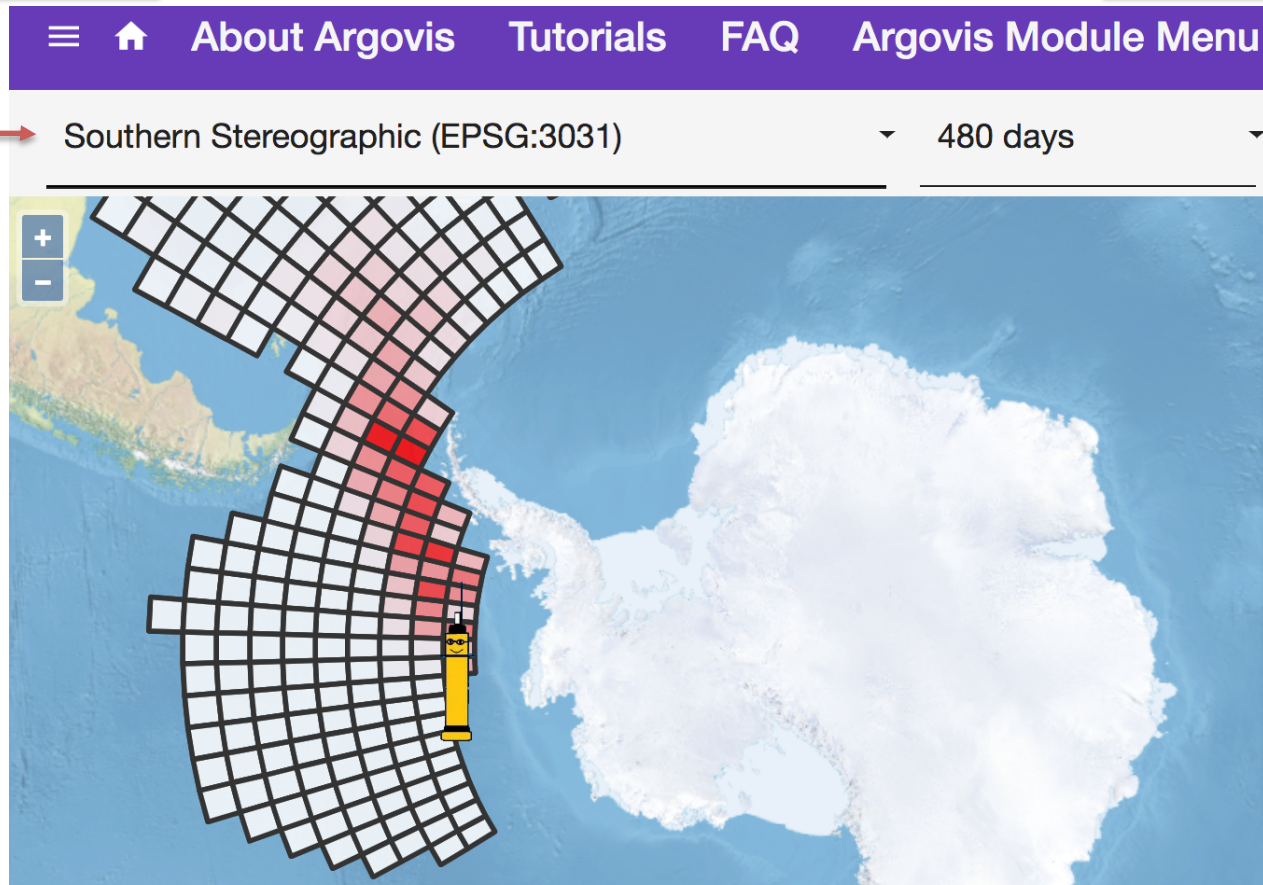 About Argovis Tutorials FAQ Argovis Module Menu
Southern Stereographic (EPSG:3031) 480 days
+
−